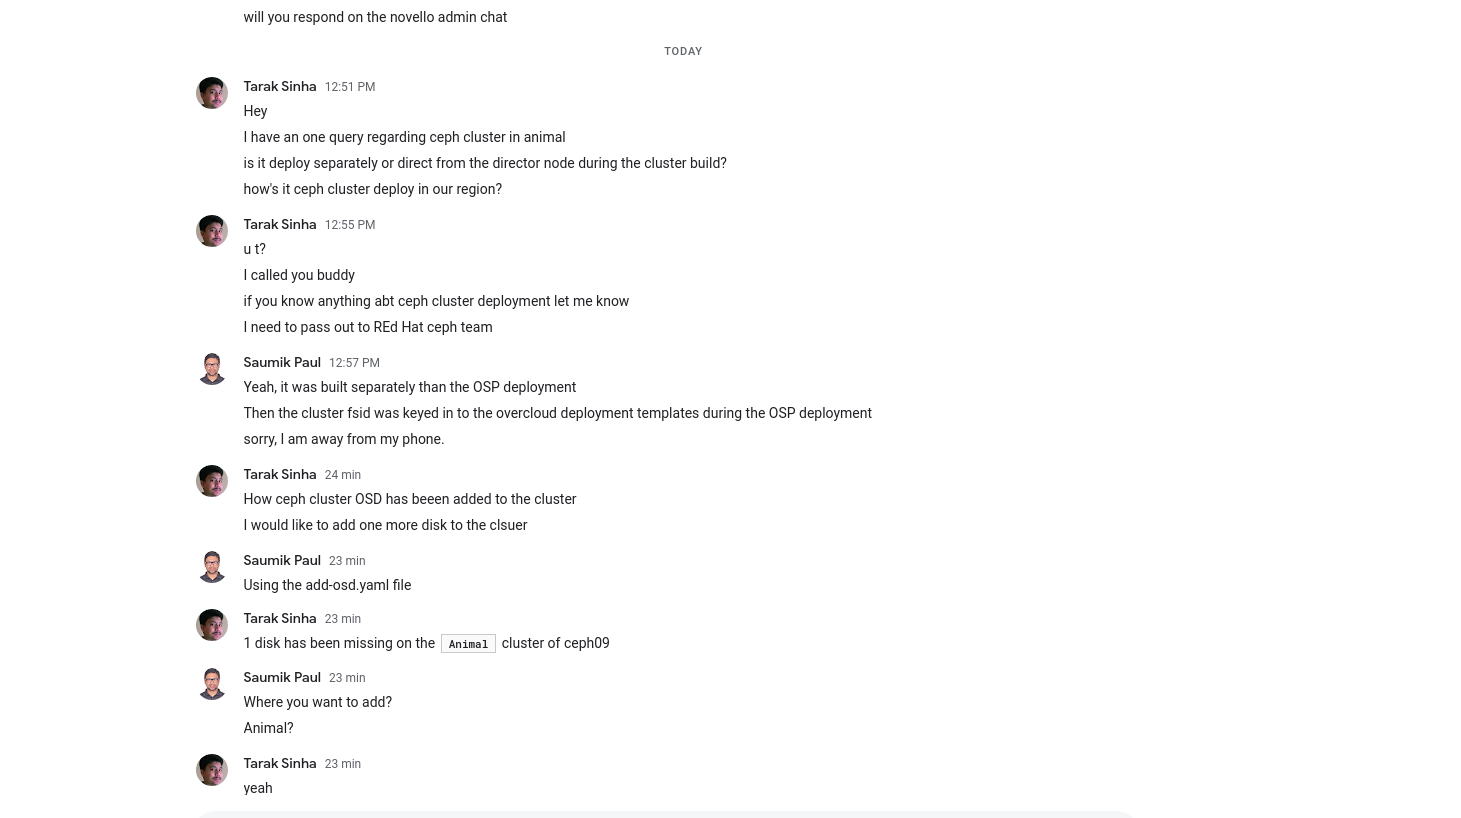 will you respond on the novello admin chat
TODAY
Tarak Sinha 12:51 PM
Hey
I have an one query regarding ceph cluster in animal
is it deploy separately or direct from the director node during the cluster build?
how's it ceph cluster deploy in our region?
Tarak Sinha 12:55 PM
u t?
I called you buddy
if you know anything abt ceph cluster deployment let me know
I need to pass out to REd Hat ceph team
Saumik Paul 12:57 PM
Yeah, it was built separately than the OSP deployment
Then the cluster fsid was keyed in to the overcloud deployment templates during the OSP deployment
sorry, I am away from my phone.
Tarak Sinha 24 min
How ceph cluster OSD has beeen added to the cluster
I would like to add one more disk to the clsuer
Saumik Paul 23 min
Using the add-osd.yaml file
Tarak Sinha 23 min
1 disk has been missing on the Animal cluster of ceph09
Saumik Paul 23 min
Where you want to add?
Animal?
Tarak Sinha 23 min
yeah